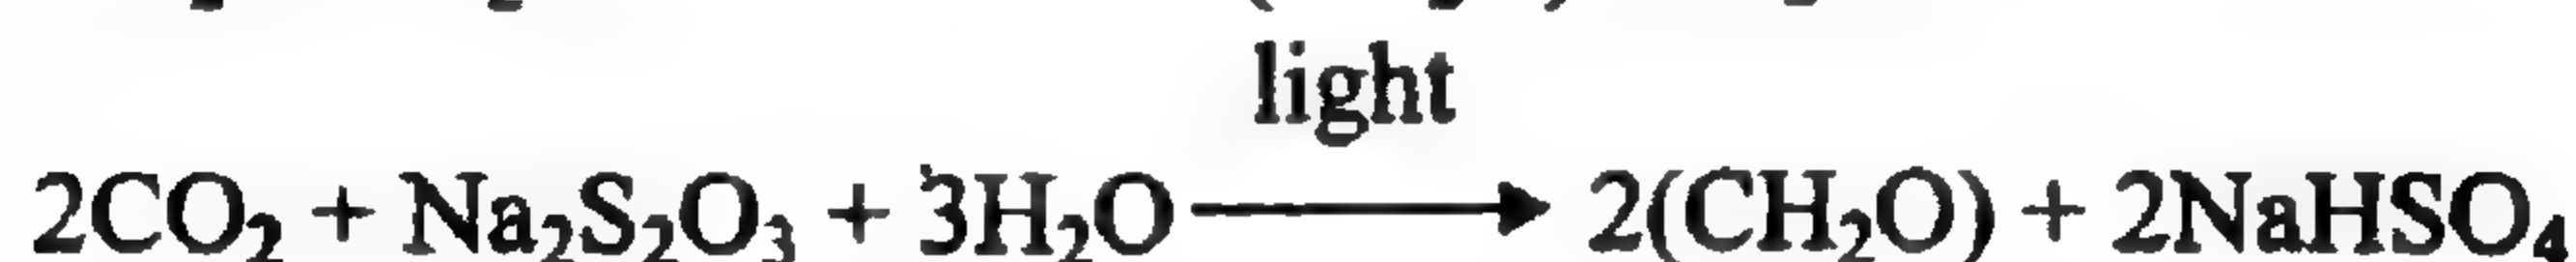 light
2CO₂ + Na₂S₂O₃ + 3H₂O ⟶ 2(CH₂O) + 2NaHSO₄